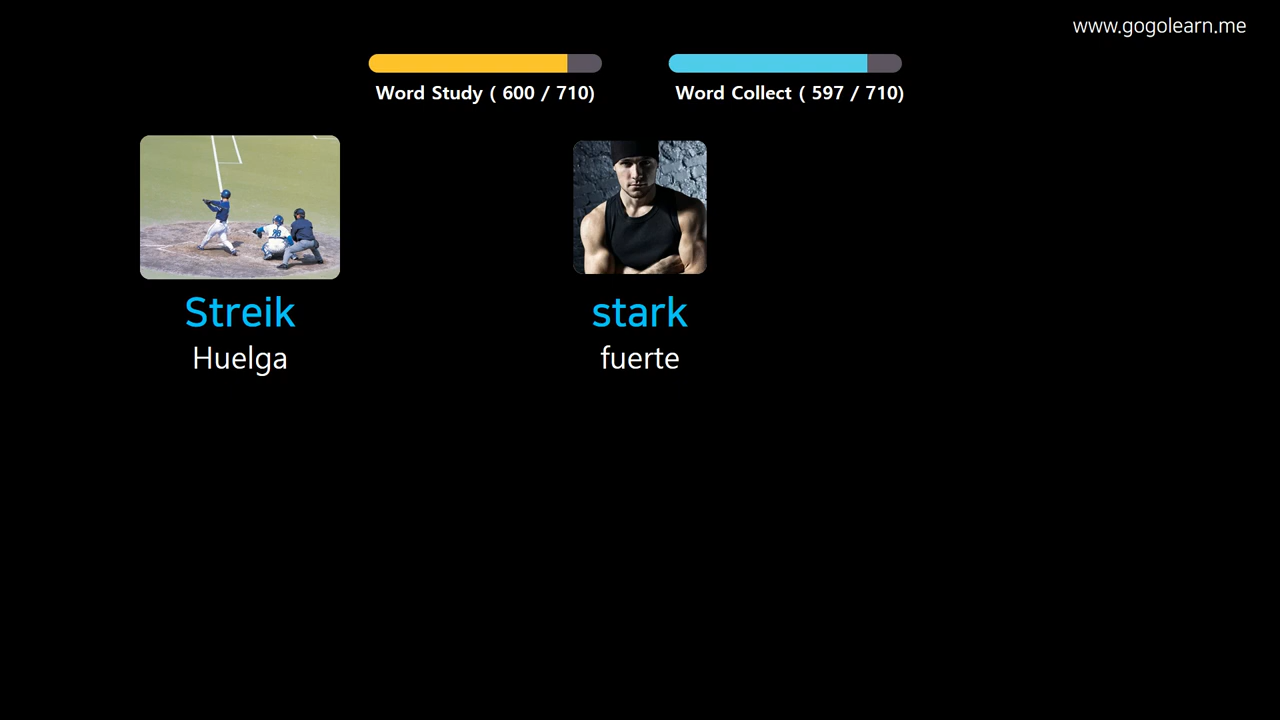 www.gogolearn.me
Word Study ( 600 / 710)
Word Collect ( 597 / 710)
Streik
Huelga
stark
fuerte